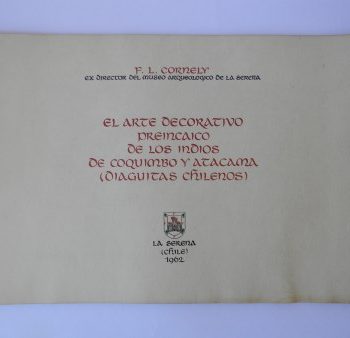 F. L. CORNELY
EX DIRECTOR DEL MUSEO ARQUEOLOGICO DE LA SERENA
EL ARTE DECORATIVO
PREINCAICO
DE LOS INDIOS
DE COQUIMBO Y ATACAMA
(DIAGUITAS CHILENOS)
LA SERENA
(CHILE)
1962